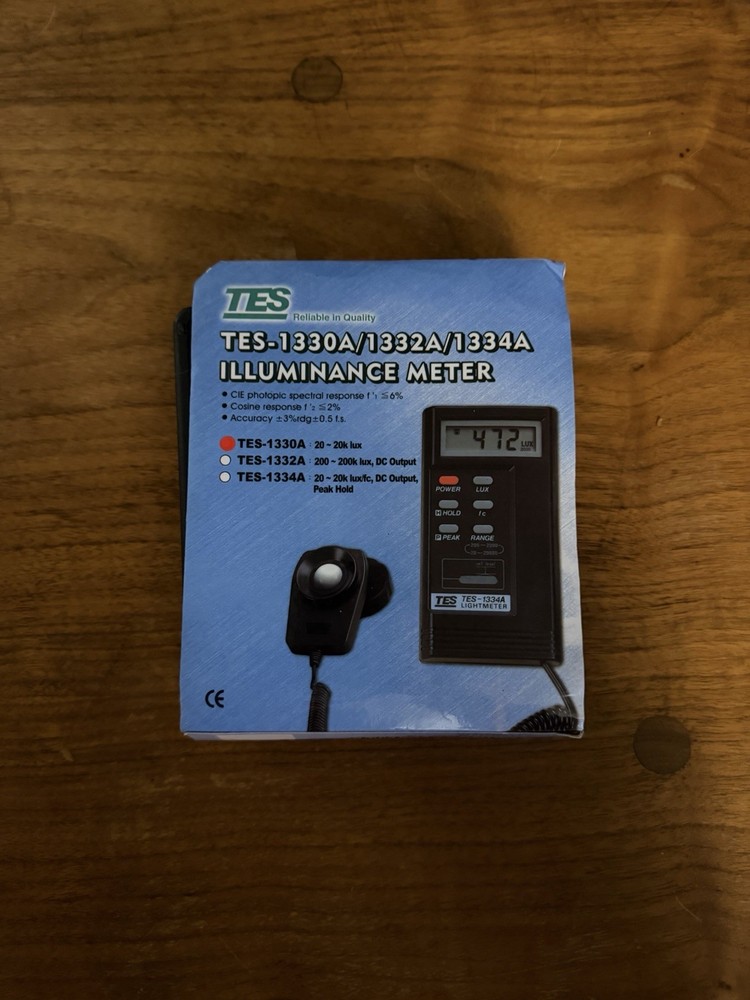 TES
Reliable in Quality
TES-1330A/1332A/1334A
ILLUMINANCE METER
• CIE photopic spectral response f '1 ≦6%
• Cosine response f '2 ≦2%
• Accuracy ±3%rdg±0.5 f.s.
TES-1330A : 20 ~ 20k lux
TES-1332A : 200 ~ 200k lux, DC Output
TES-1334A : 20 ~ 20k lux/fc, DC Output,
Peak Hold
472 LUX
POWER LUX
H HOLD fc
P PEAK RANGE
TES TES-1334A
LIGHTMETER
CE